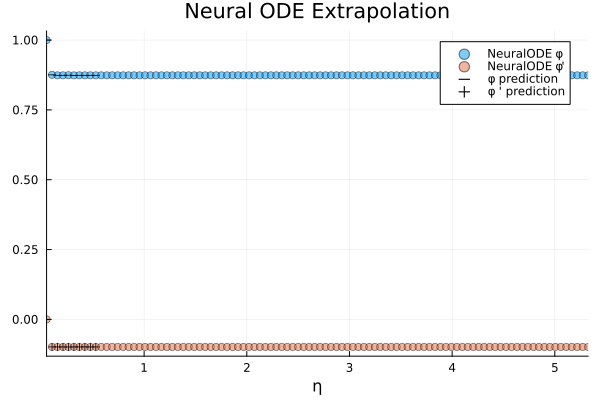 Neural ODE Extrapolation
1.00
0.75
0.50
0.25
0.00
NeuralODE φ
NeuralODE φ'
φ prediction
φ ' prediction
1 2 3 4 5
η